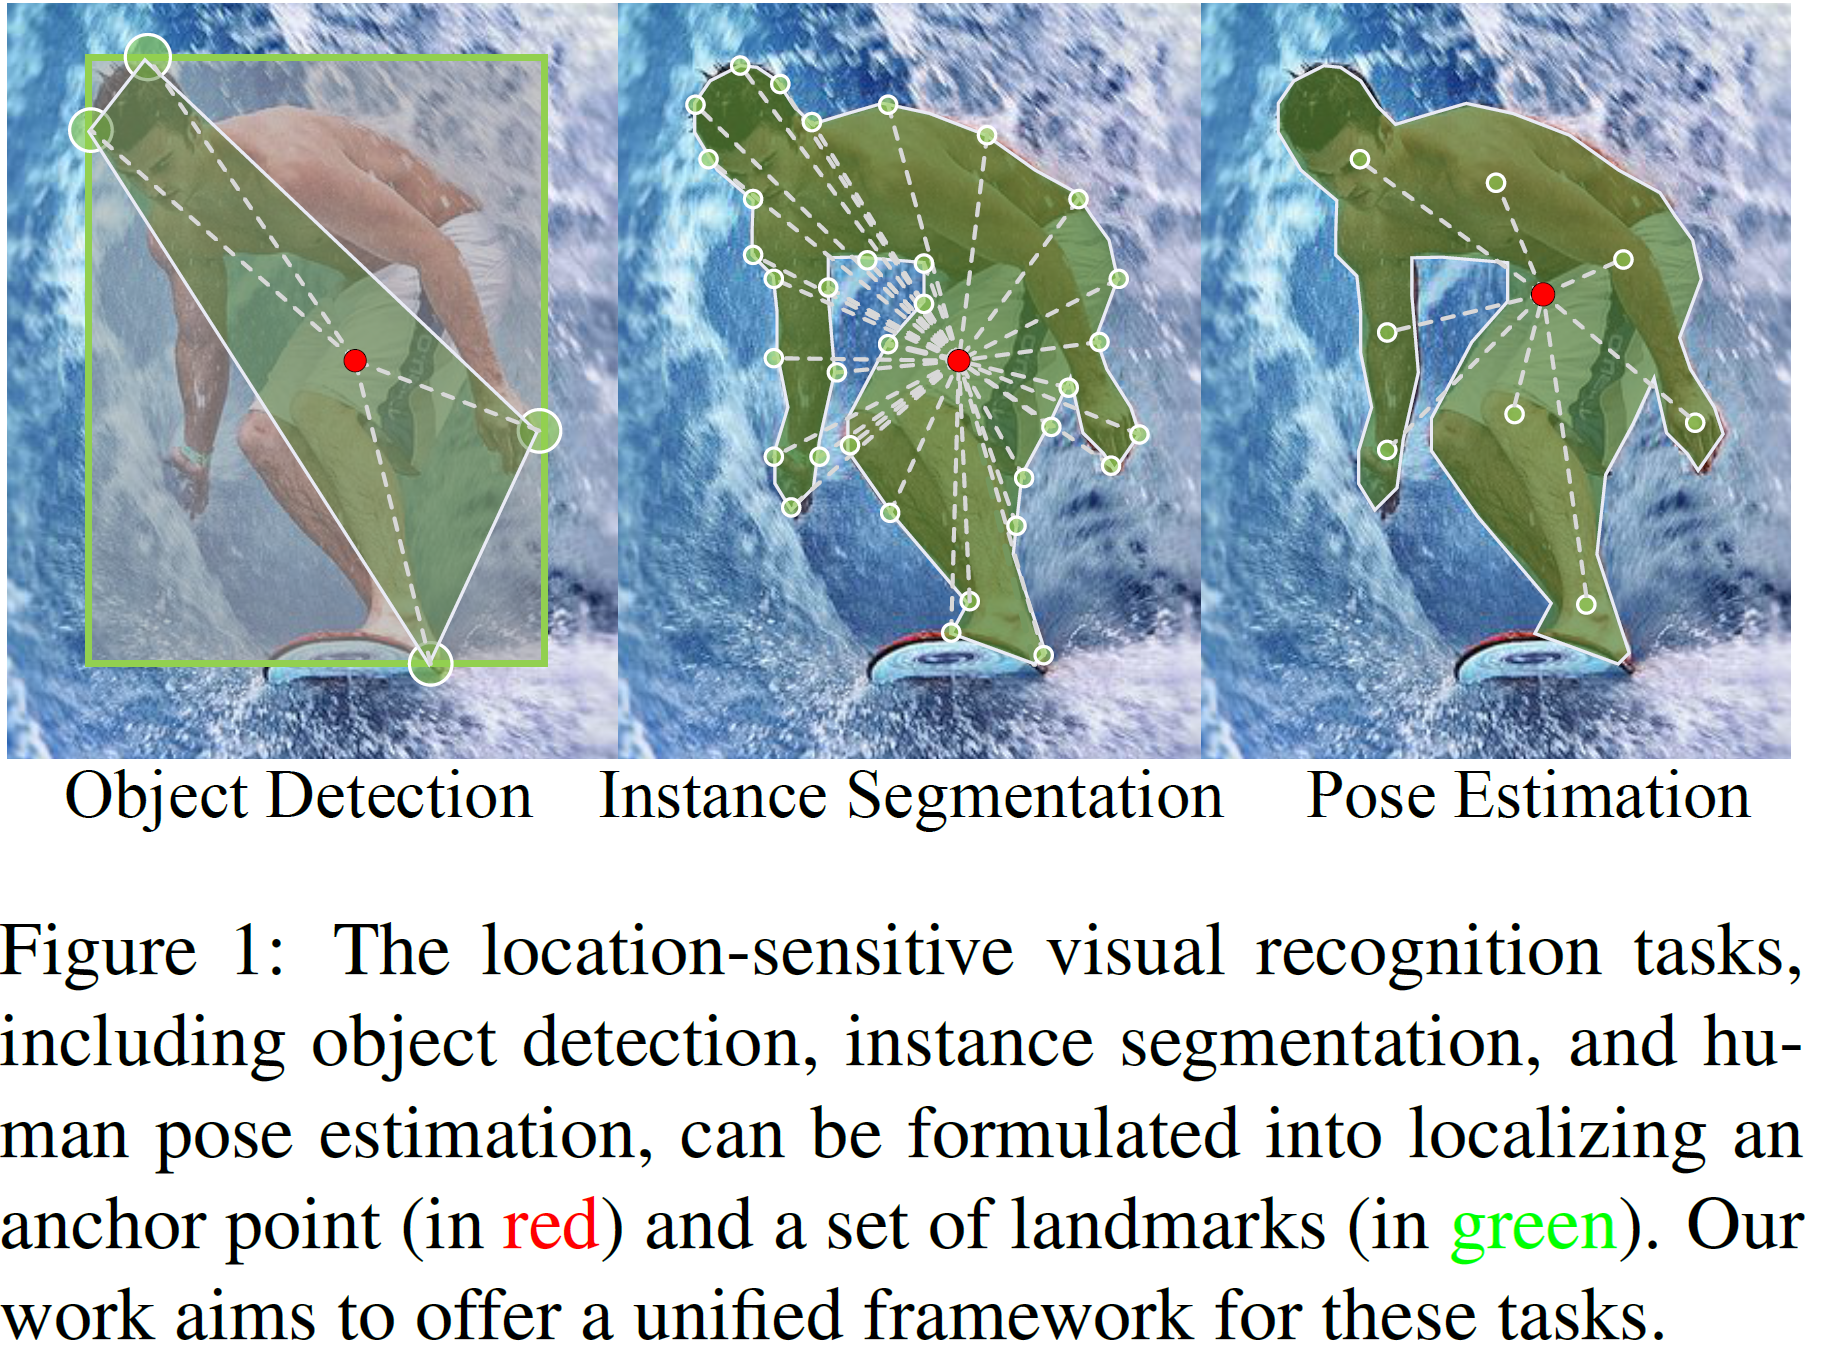 Object Detection Instance Segmentation Pose Estimation
Figure 1: The location-sensitive visual recognition tasks,
including object detection, instance segmentation, and hu-
man pose estimation, can be formulated into localizing an
anchor point (in red) and a set of landmarks (in green). Our
work aims to offer a unified framework for these tasks.